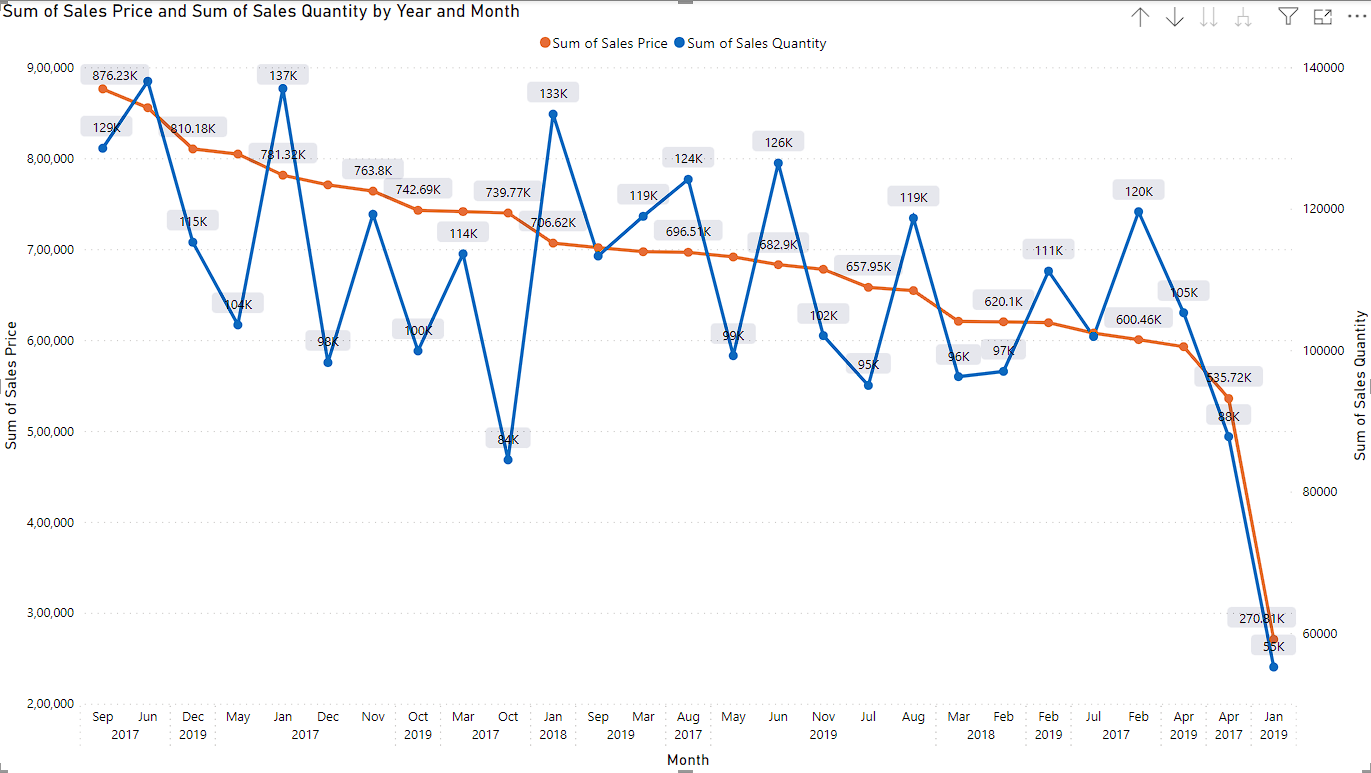 Sum of Sales Price and Sum of Sales Quantity by Year and Month
Sum of Sales Price Sum of Sales Quantity
9,00,000
8,00,000
7,00,000
6,00,000
5,00,000
4,00,000
3,00,000
2,00,000
Sum of Sales Price
140000
120000
100000
80000
60000
Sum of Sales Quantity
876.23K
810.18K
781.32K
763.8K
742.69K
739.77K
706.62K
696.51K
682.9K
657.95K
620.1K
600.46K
535.72K
270.81K
129K
115K
104K
137K
98K
100K
114K
84K
133K
119K
124K
99K
126K
102K
95K
119K
96K
97K
111K
120K
105K
88K
55K
Sep Jun Dec May Jan Dec Nov Oct Mar Oct Jan Sep Mar Aug May Jun Nov Jul Aug Mar Feb Feb Jul Feb Apr Apr Jan
2017 2019 2017 2019 2017 2018 2019 2017 2019 2018 2019 2017 2019 2017 2019
Month